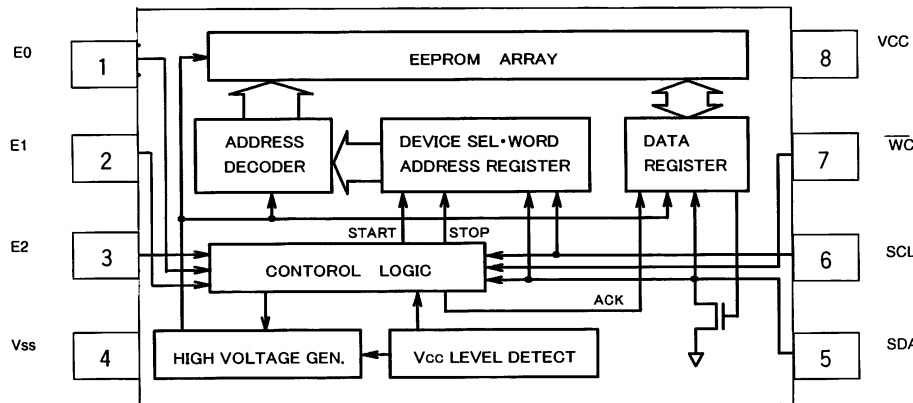 E0
1
EEPROM ARRAY
8
VCC
E1
2
ADDRESS
DECODER
DEVICE SEL·WORD
ADDRESS REGISTER
DATA
REGISTER
7
WC
START
STOP
E2
3
CONTOROL LOGIC
6
SCL
ACK
Vss
4
HIGH VOLTAGE GEN.
Vcc LEVEL DETECT
5
SDA